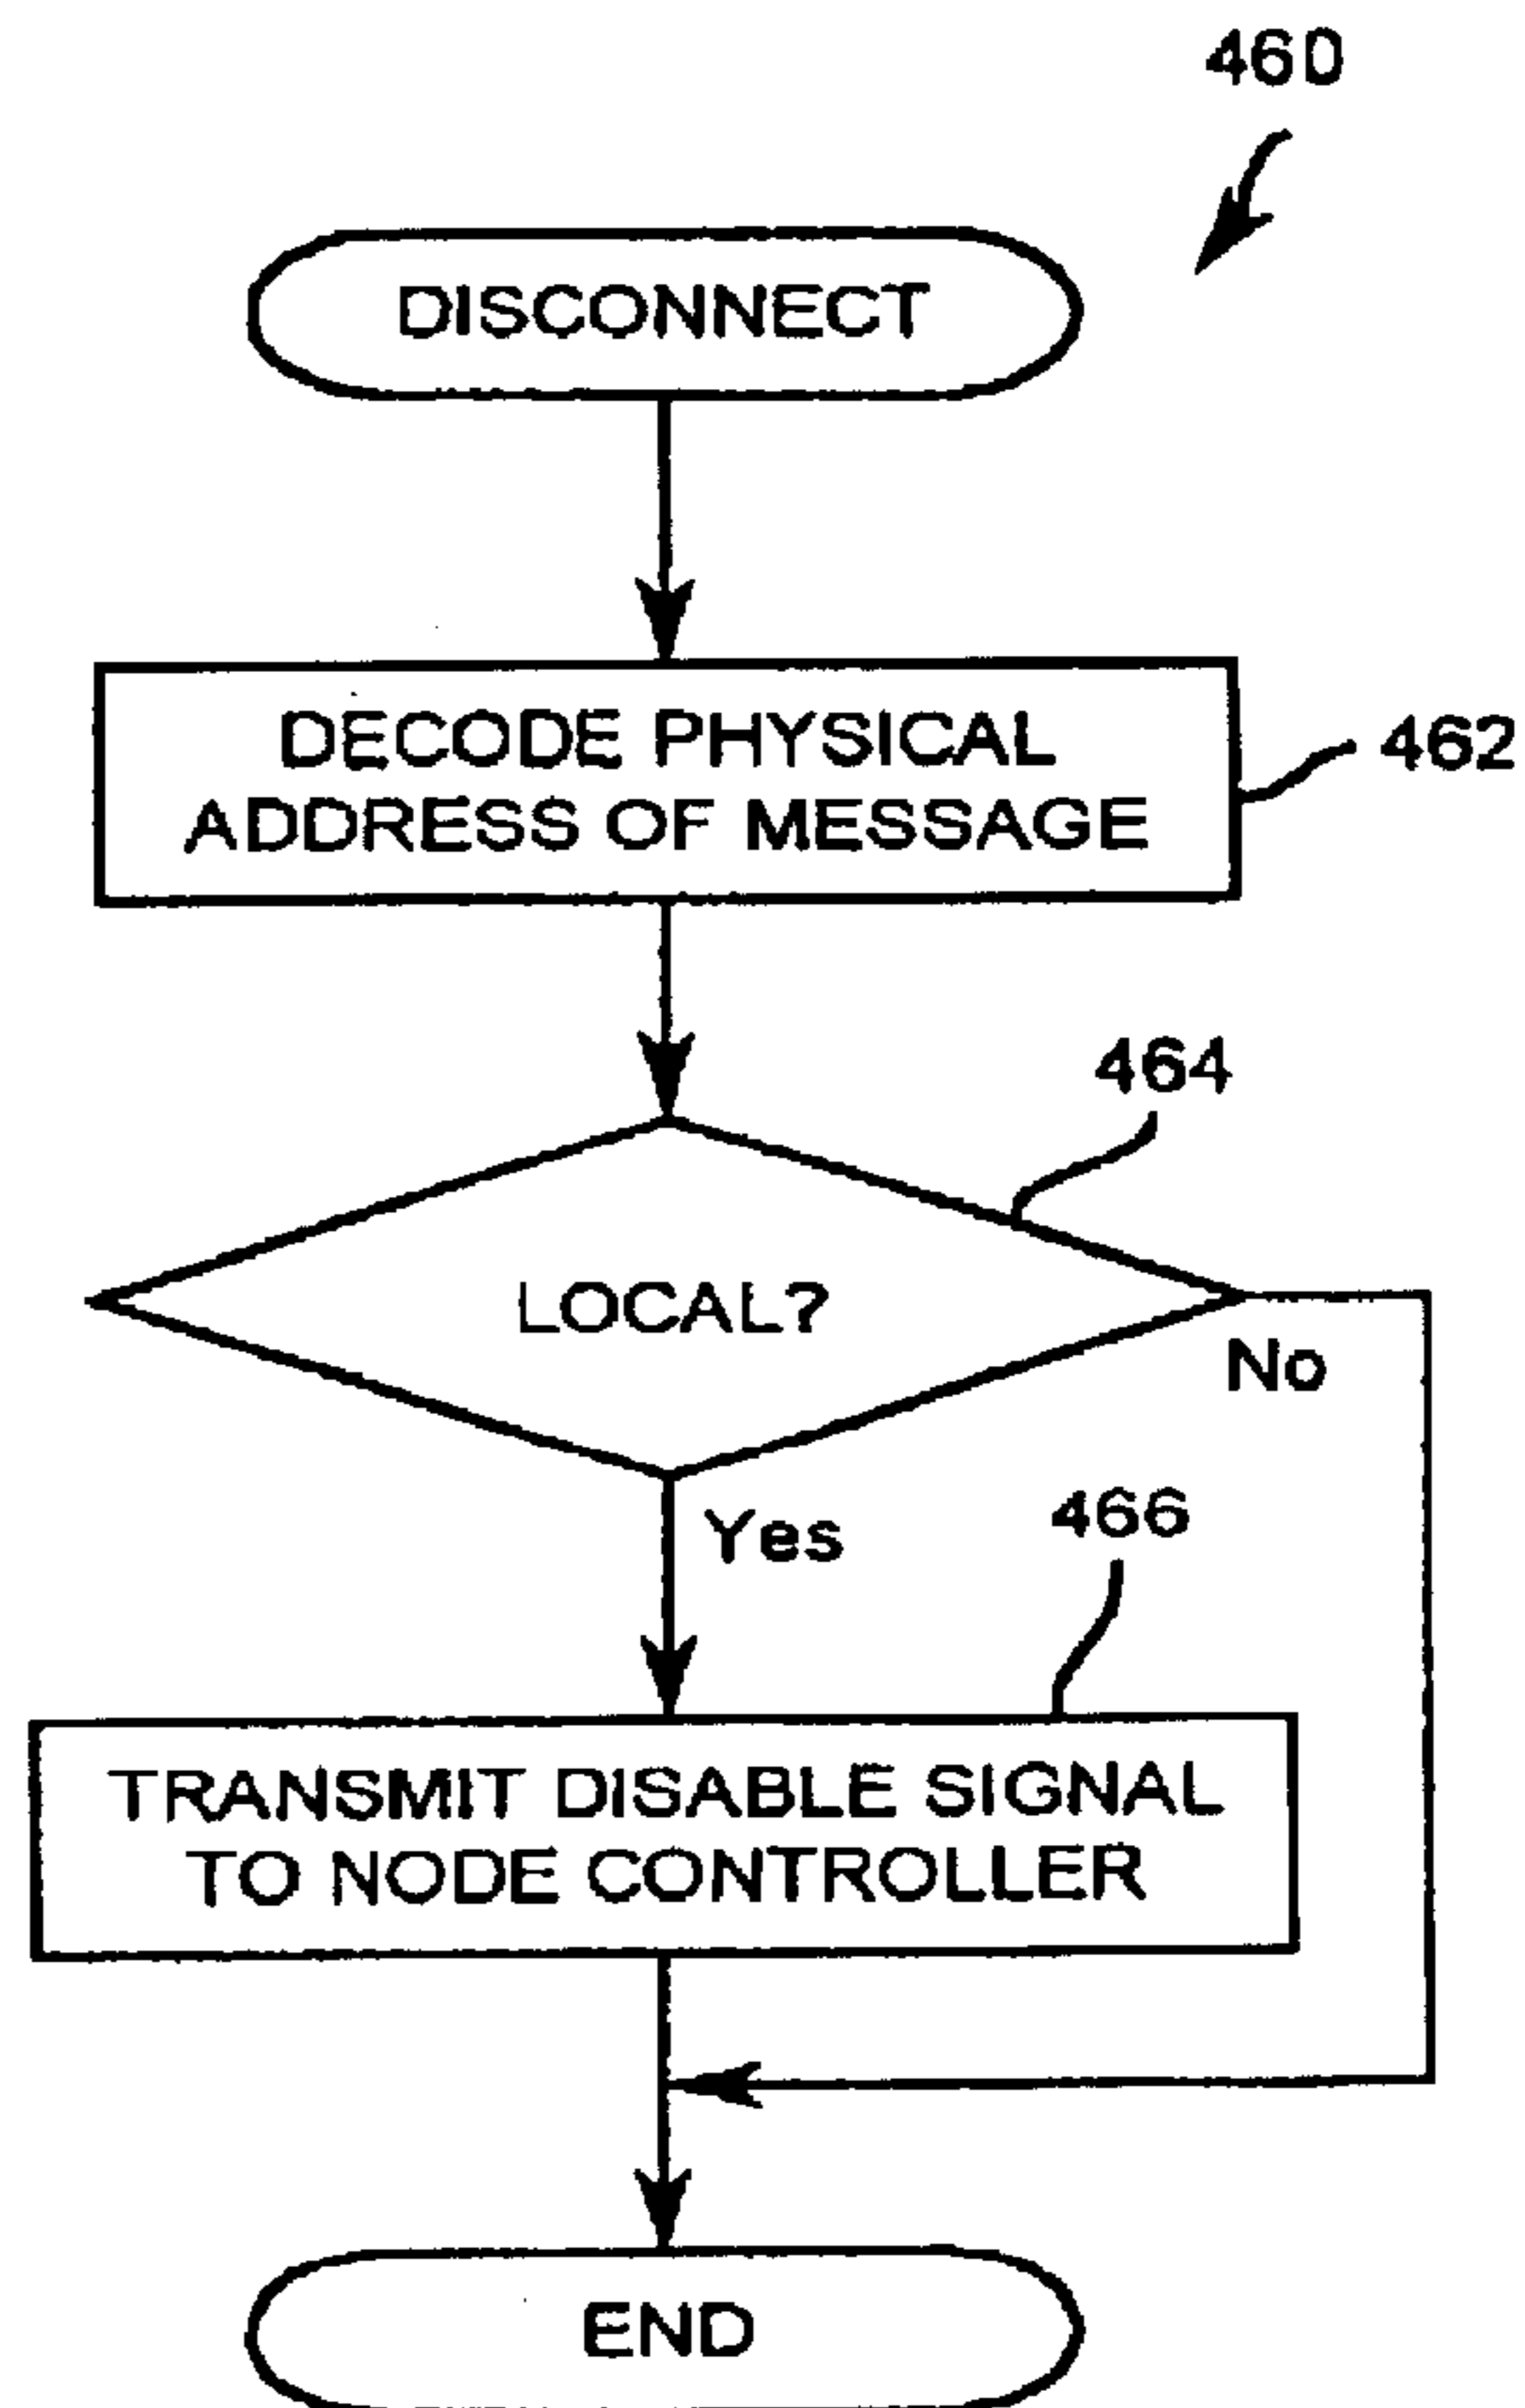 460
DISCONNECT
DECODE PHYSICAL
ADDRESS OF MESSAGE
462
464
LOCAL?
No
Yes
466
TRANSMIT DISABLE SIGNAL
TO NODE CONTROLLER
END